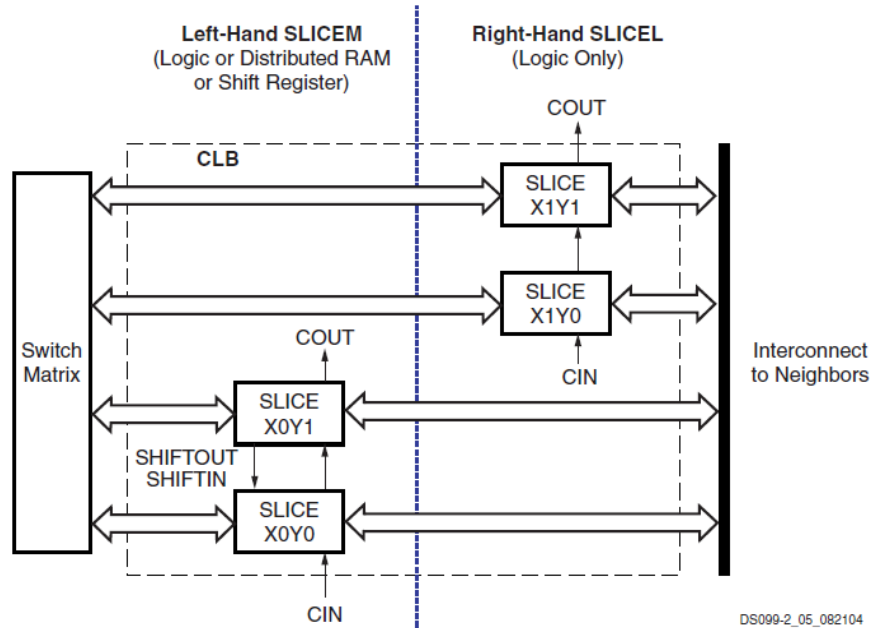 Left-Hand SLICEM
(Logic or Distributed RAM
or Shift Register)
Right-Hand SLICEL
(Logic Only)
COUT
CLB
SLICE
X1Y1
SLICE
X1Y0
COUT
CIN
Switch
Matrix
Interconnect
to Neighbors
SLICE
X0Y1
SHIFTOUT
SHIFTIN
SLICE
X0Y0
CIN
DS099-2_05_082104